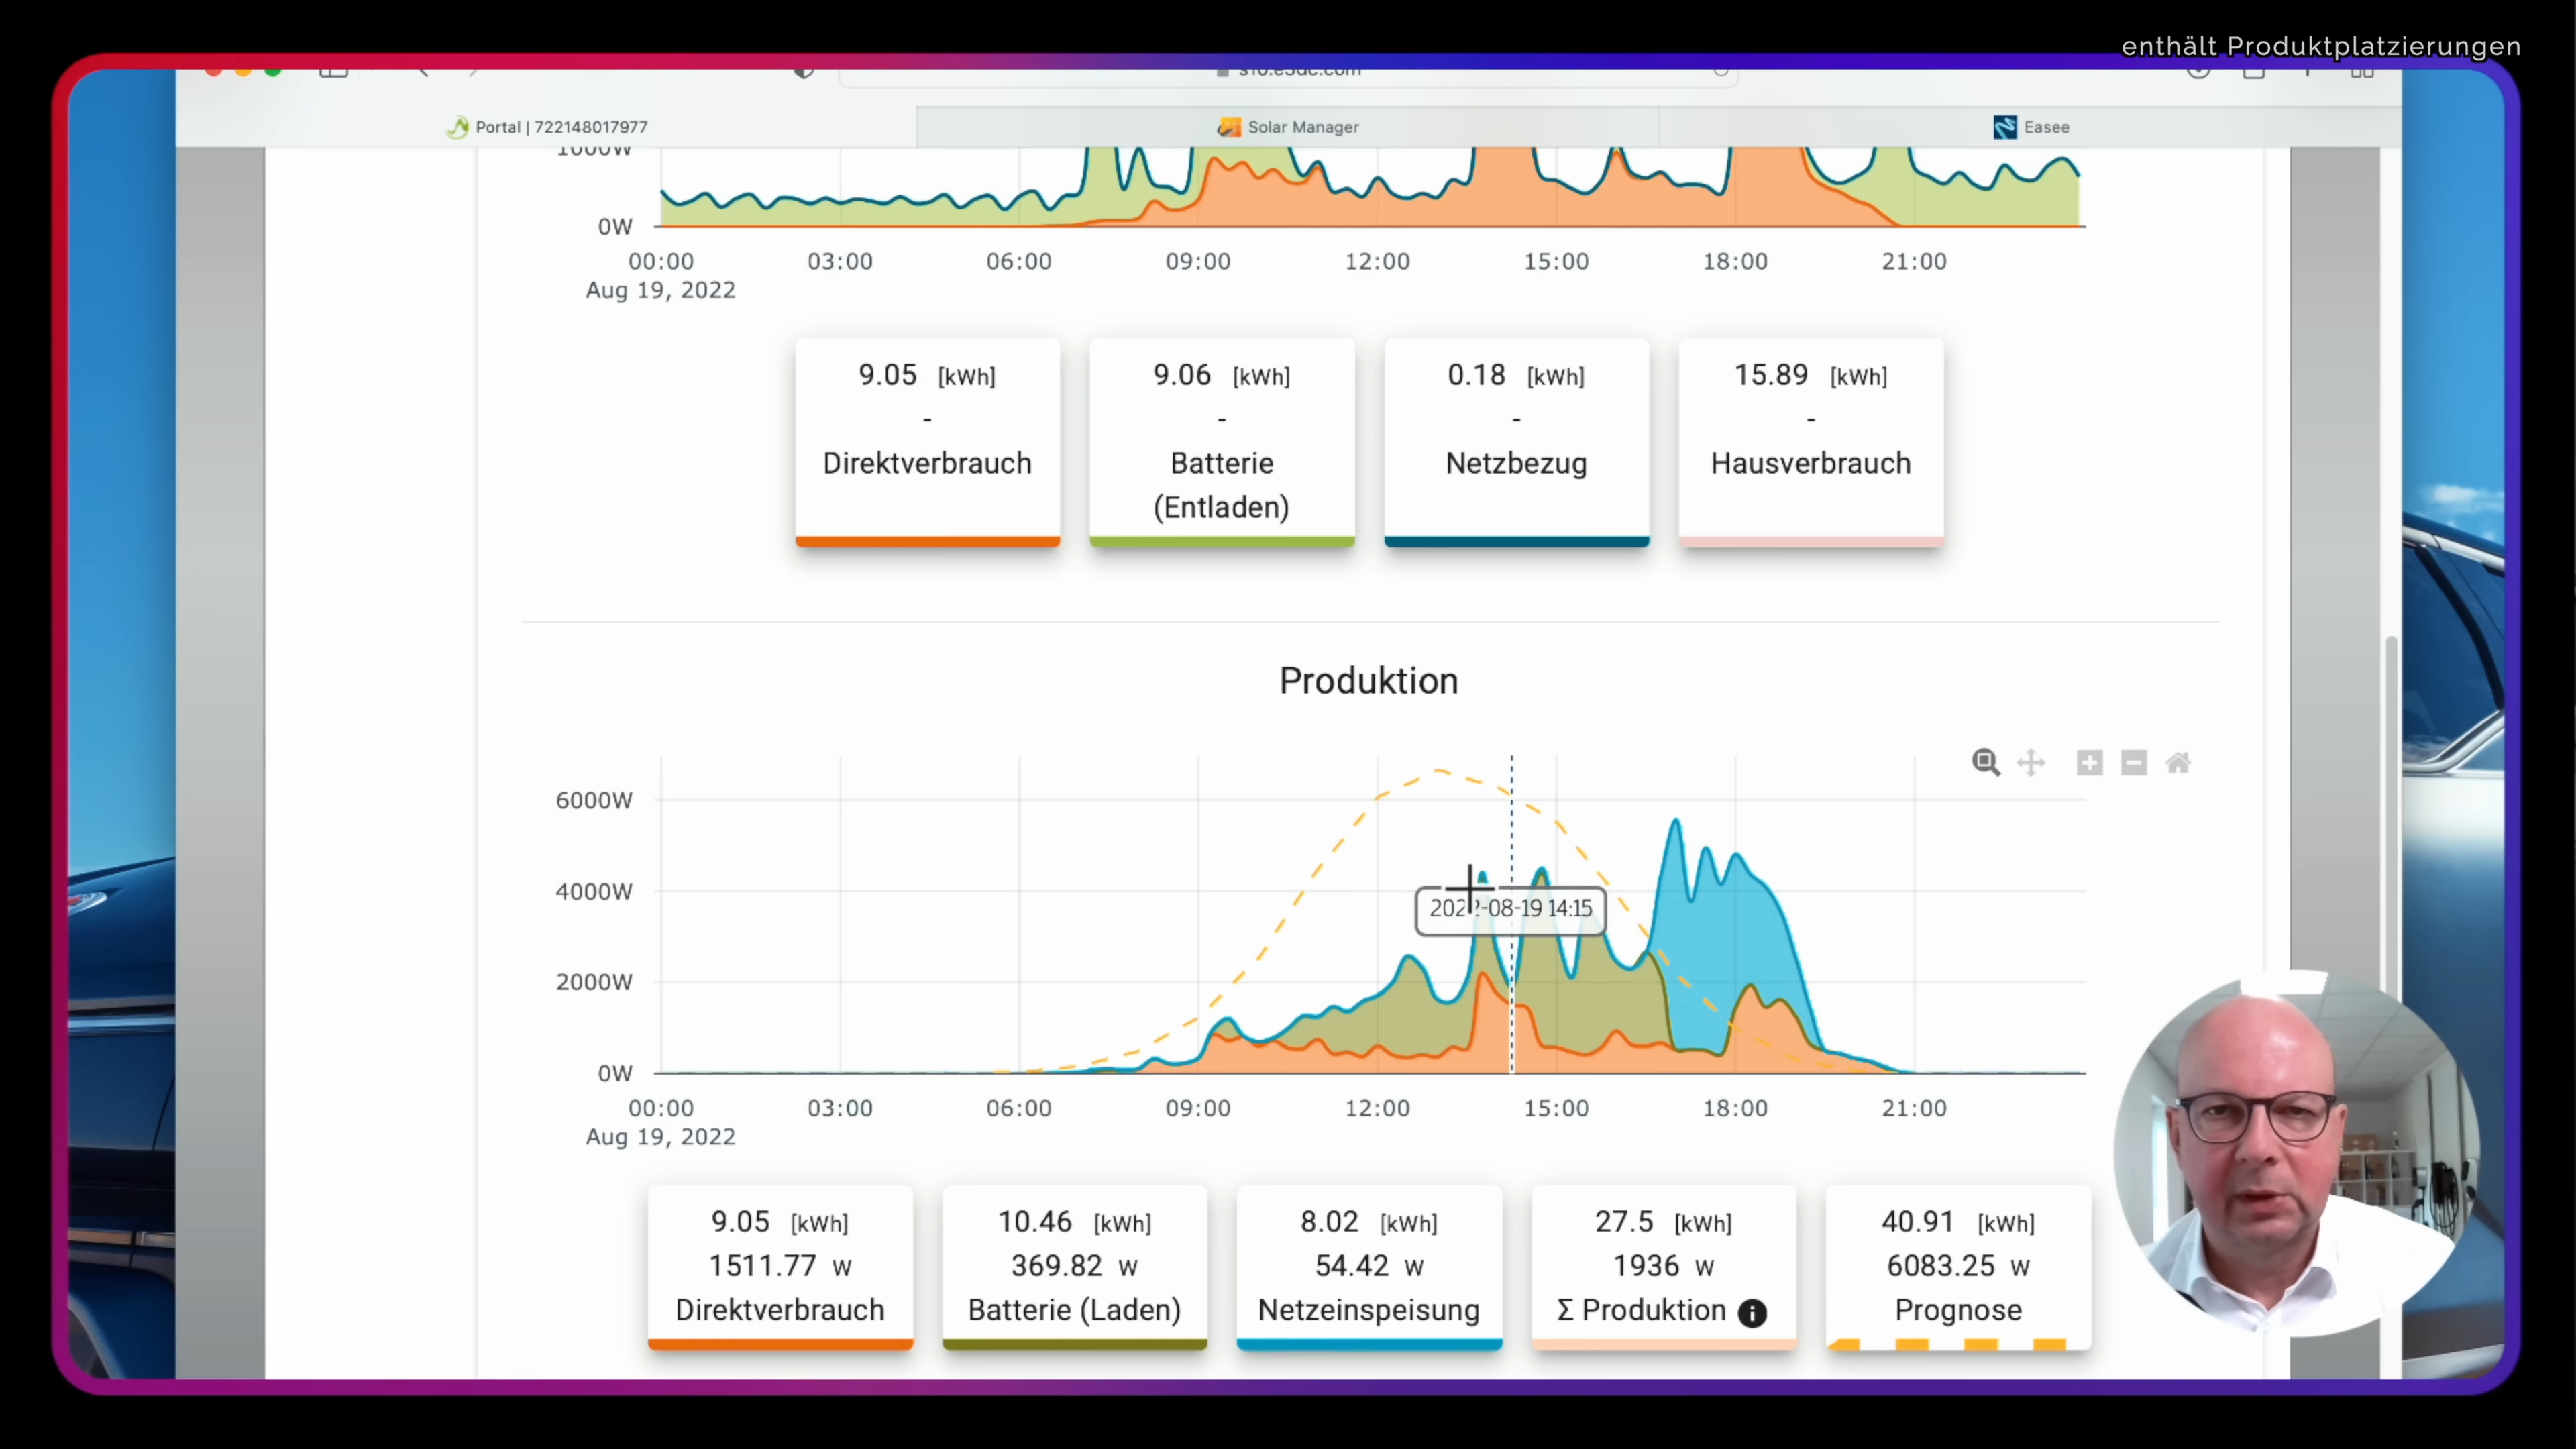 enthält Produktplatzierungen
s10.e3dc.com
Portal | 722148017977
Solar Manager
Easee
1000W
0W
00:00 03:00 06:00 09:00 12:00 15:00 18:00 21:00
Aug 19, 2022
9.05 [kWh] 9.06 [kWh] 0.18 [kWh] 15.89 [kWh]
- - - -
Direktverbrauch Batterie Netzbezug Hausverbrauch
(Entladen)
Produktion
6000W
4000W
2022-08-19 14:15
2000W
0W
00:00 03:00 06:00 09:00 12:00 15:00 18:00 21:00
Aug 19, 2022
9.05 [kWh] 10.46 [kWh] 8.02 [kWh] 27.5 [kWh] 40.91 [kWh]
1511.77 W 369.82 W 54.42 W 1936 W 6083.25 W
Direktverbrauch Batterie (Laden) Netzeinspeisung Σ Produktion i Prognose